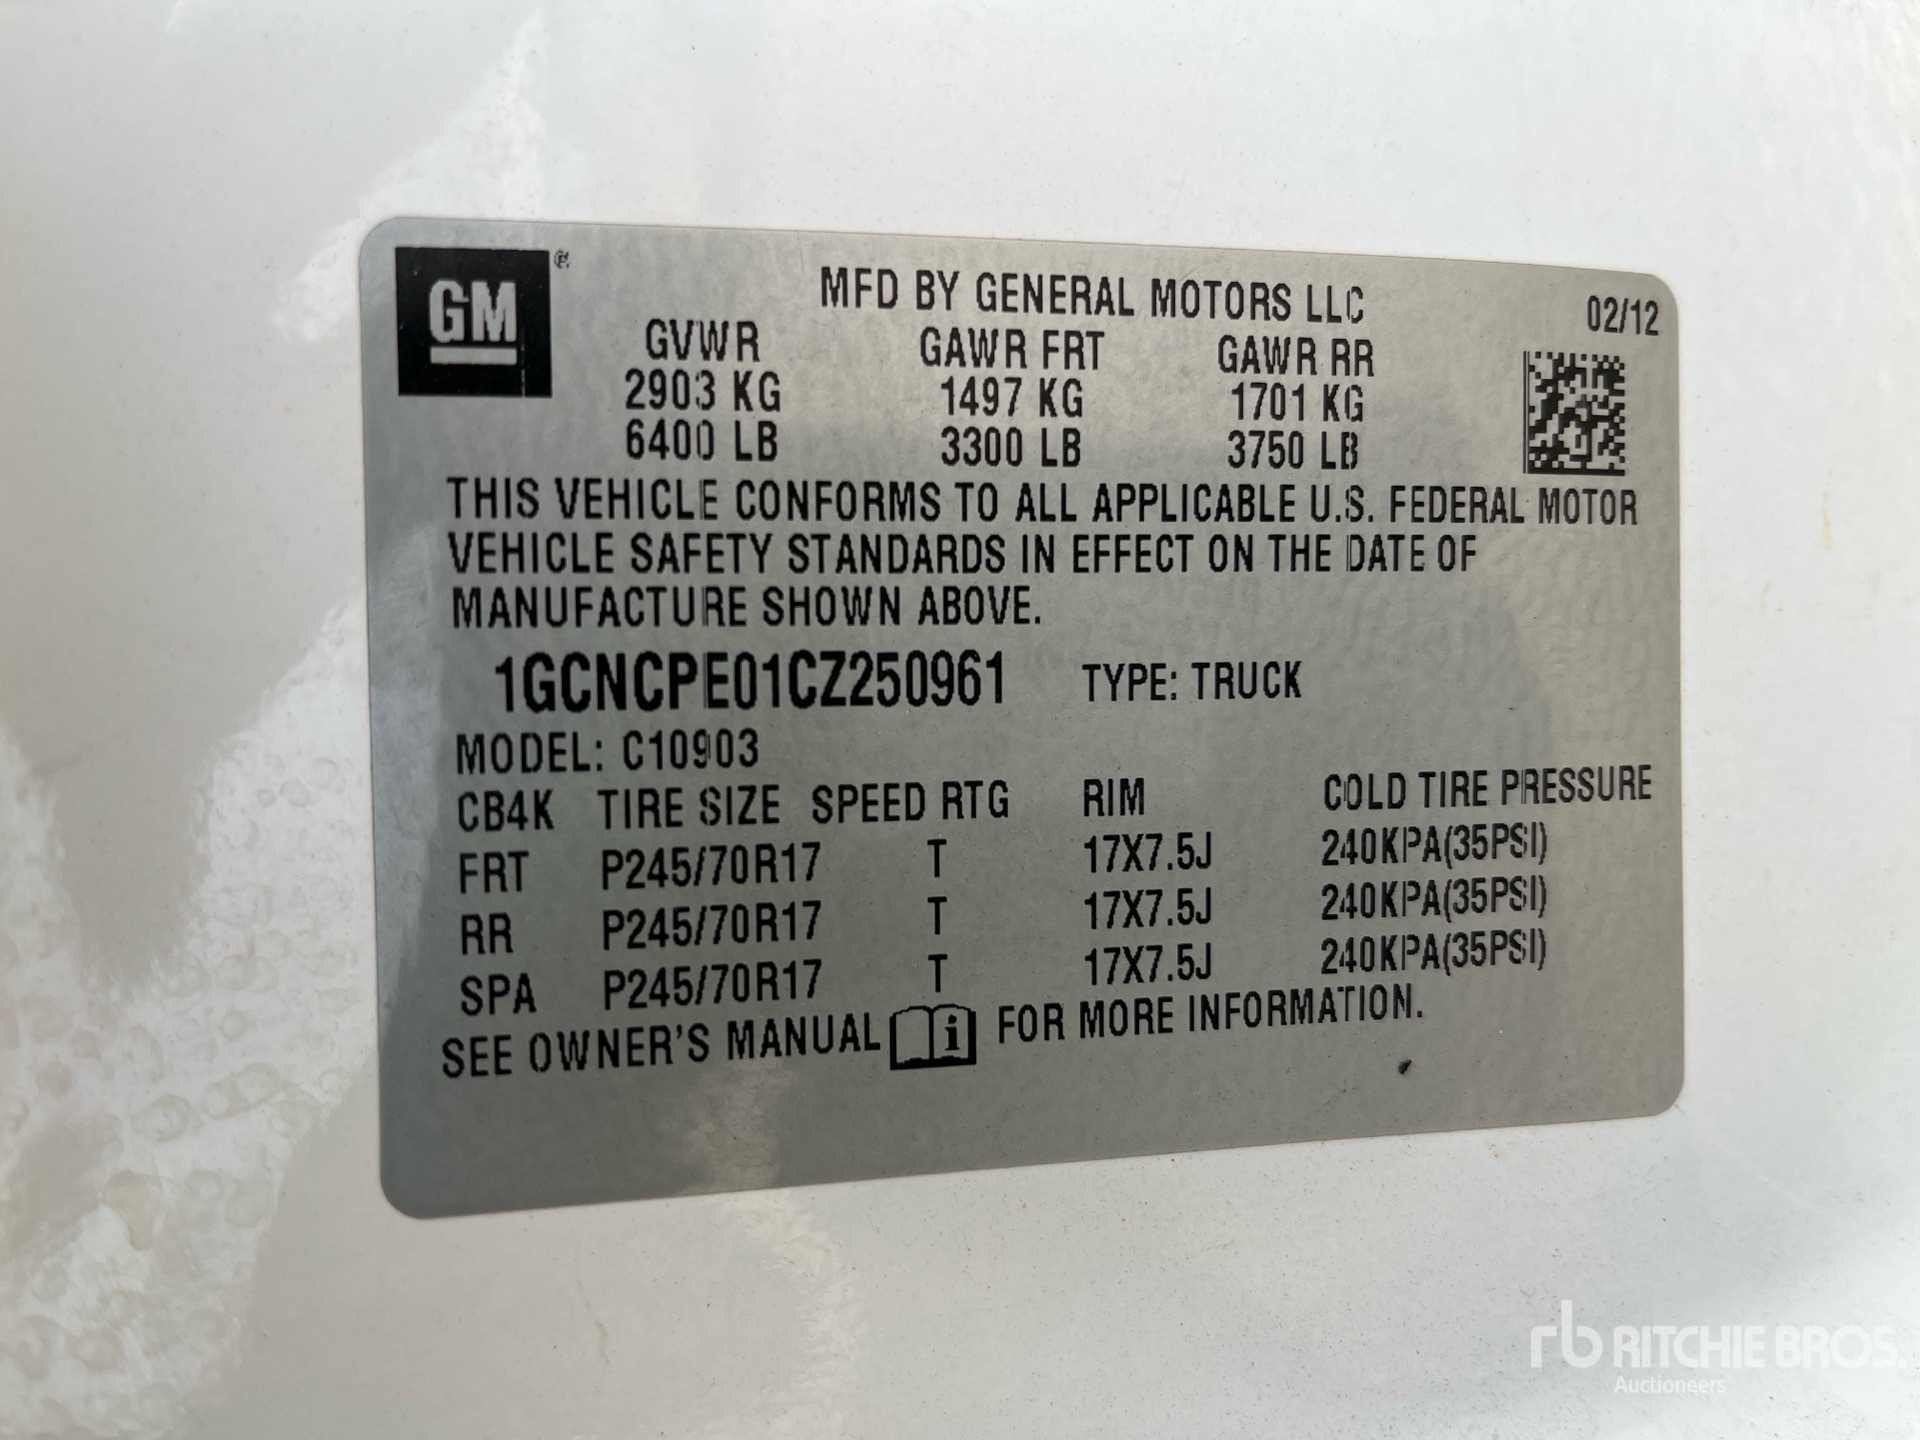 GM
MFD BY GENERAL MOTORS LLC 02/12
GVWR GAWR FRT GAWR RR
2903 KG 1497 KG 1701 KG
6400 LB 3300 LB 3750 LB
THIS VEHICLE CONFORMS TO ALL APPLICABLE U.S. FEDERAL MOTOR
VEHICLE SAFETY STANDARDS IN EFFECT ON THE DATE OF
MANUFACTURE SHOWN ABOVE.
1GCNCPE01CZ250961 TYPE: TRUCK
MODEL: C10903
CB4K TIRE SIZE SPEED RTG RIM COLD TIRE PRESSURE
FRT P245/70R17 T 17X7.5J 240KPA(35PSI)
RR P245/70R17 T 17X7.5J 240KPA(35PSI)
SPA P245/70R17 T 17X7.5J 240KPA(35PSI)
SEE OWNER'S MANUAL i FOR MORE INFORMATION.
rb RITCHIE BROS.
Auctioneers